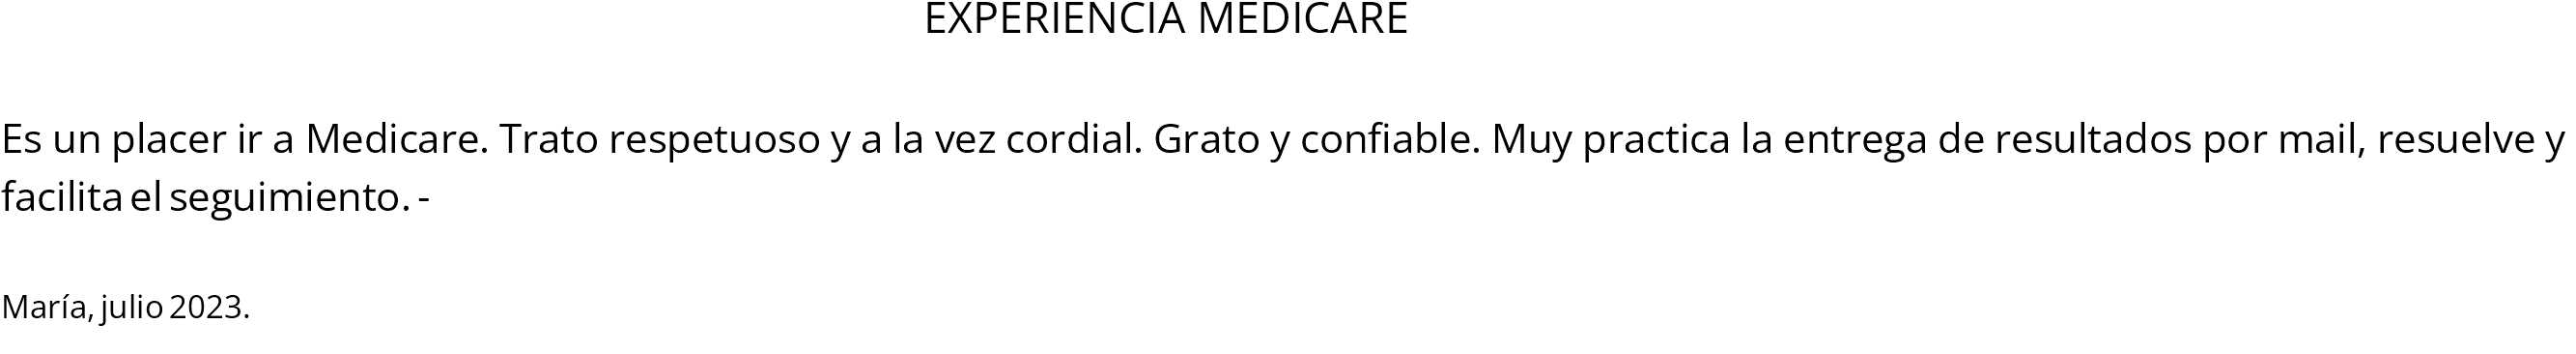 EXPERIENCIA MEDICARE
Es un placer ir a Medicare. Trato respetuoso y a la vez cordial. Grato y confiable. Muy practica la entrega de resultados por mail, resuelve y
facilita el seguimiento. -
María, julio 2023.